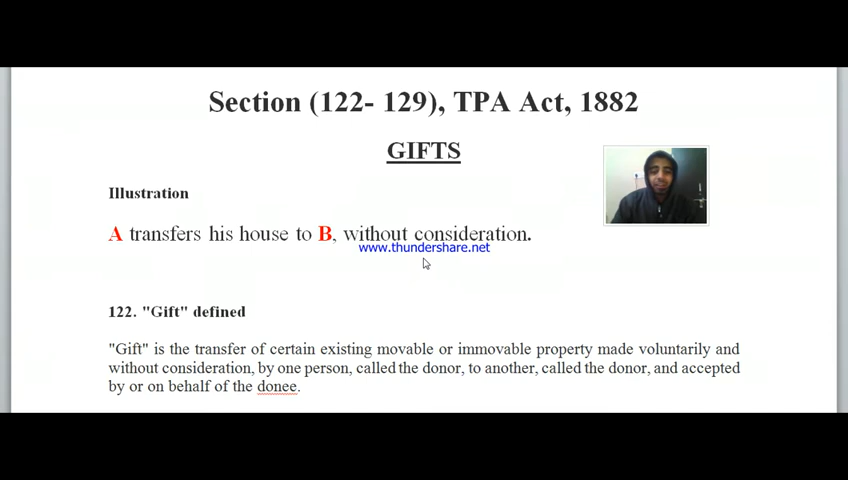 Section (122- 129), TPA Act, 1882
GIFTS
Illustration
A transfers his house to B, without consideration.
www.thundershare.net
122. "Gift" defined
"Gift" is the transfer of certain existing movable or immovable property made voluntarily and
without consideration, by one person, called the donor, to another, called the donor, and accepted
by or on behalf of the donee.